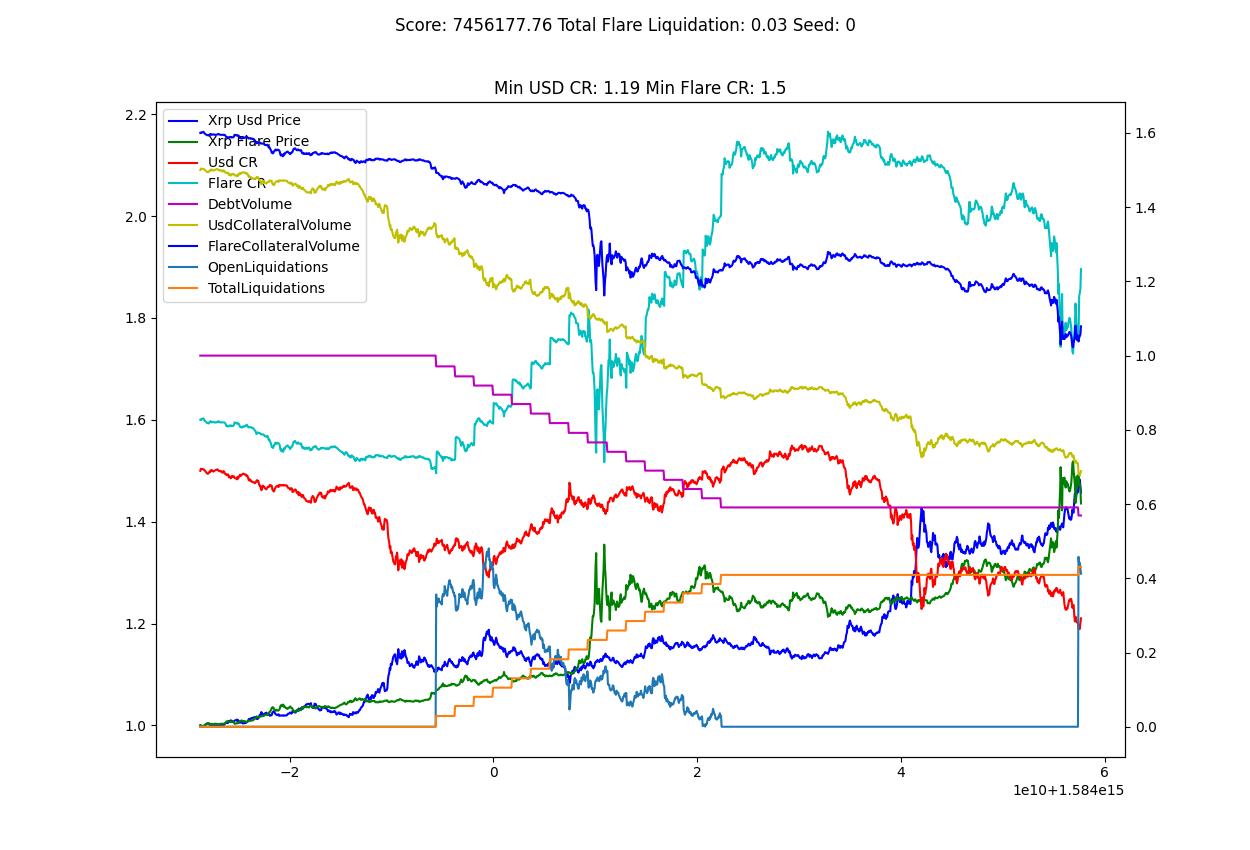 Score: 7456177.76 Total Flare Liquidation: 0.03 Seed: 0
Min USD CR: 1.19 Min Flare CR: 1.5
Xrp Usd Price
Xrp Flare Price
Usd CR
Flare CR
DebtVolume
UsdCollateralVolume
FlareCollateralVolume
OpenLiquidations
TotalLiquidations
2.2
2.0
1.8
1.6
1.4
1.2
1.0
1.6
1.4
1.2
1.0
0.8
0.6
0.4
0.2
0.0
−2 0 2 4 6
1e10+1.584e15